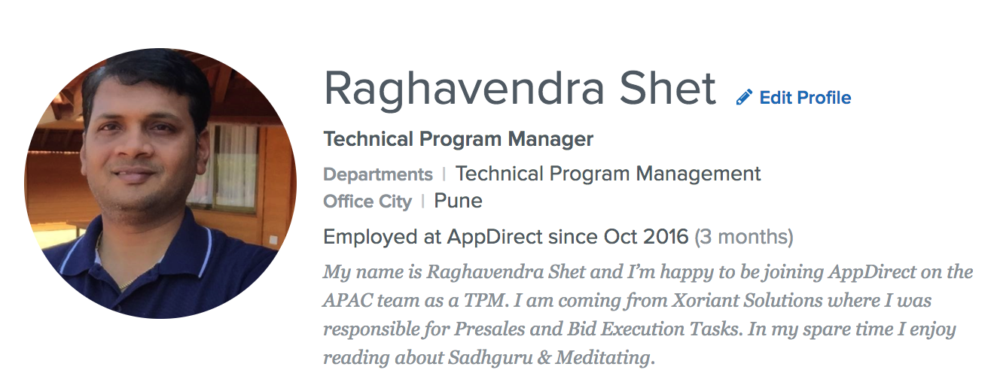 Raghavendra Shet Edit Profile
Technical Program Manager
Departments | Technical Program Management
Office City | Pune
Employed at AppDirect since Oct 2016 (3 months)
My name is Raghavendra Shet and I’m happy to be joining AppDirect on the
APAC team as a TPM. I am coming from Xoriant Solutions where I was
responsible for Presales and Bid Execution Tasks. In my spare time I enjoy
reading about Sadhguru & Meditating.